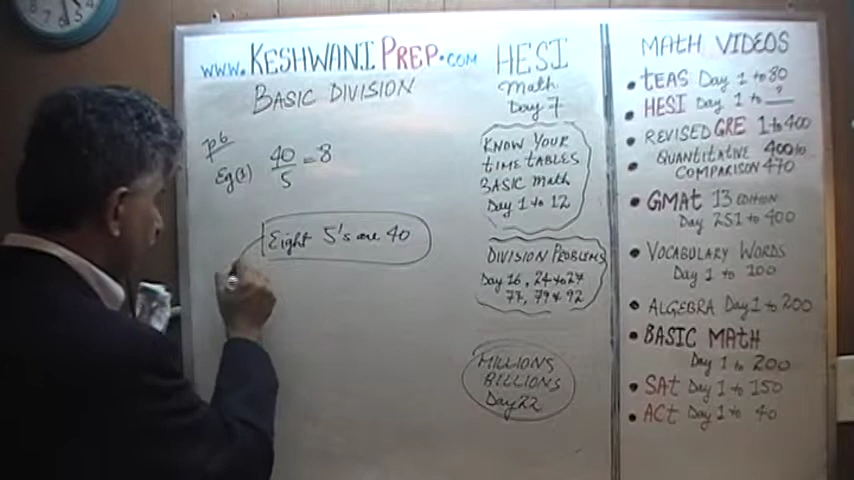 www.KESHWANIPREP.COM
BASIC DIVISION
P6
Eg(1) 40/5 = 8
Eight 5's are 40
HESI
Math
Day 7
KNOW YOUR
TIME TABLES
BASIC Math
Day 1 to 12
DIVISION PROBLEMS
Day 16, 24 to 27
77, 79 to 92
MILLIONS
BILLIONS
Day 22
MATH VIDEOS
• TEAS Day 1 to 80
• HESI Day 1 to ?
• REVISED GRE 1 to 400
• QUANTITATIVE 400 to
COMPARISON 470
• GMAT 13 EDITION
Day 251 to 400
• VOCABULARY WORDS
Day 1 to 100
• ALGEBRA Day 1 to 200
• BASIC MATH
Day 1 to 200
• SAT Day 1 to 150
• ACT Day 1 to 40